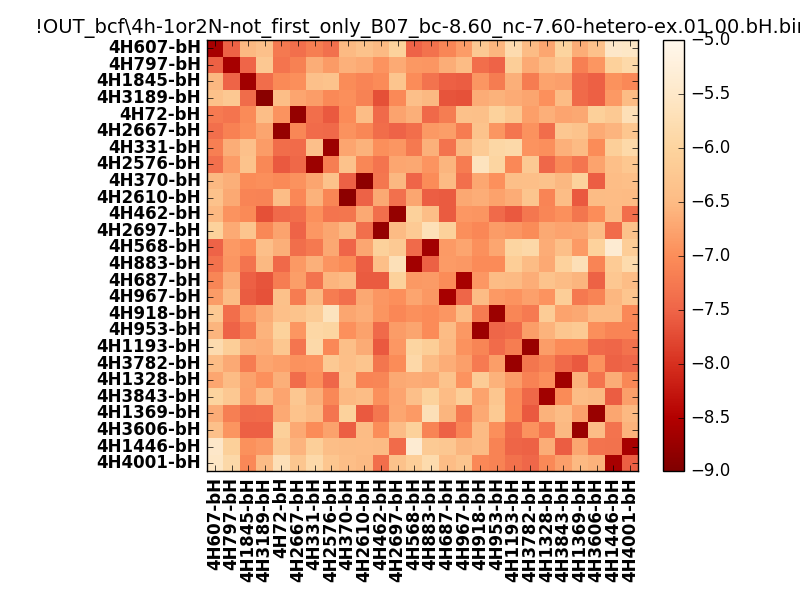 !OUT_bcf\4h-1or2N-not_first_only_B07_bc-8.60_nc-7.60-hetero-ex.01_00.bH.bin
4H607-bH
4H797-bH
4H1845-bH
4H3189-bH
4H72-bH
4H2667-bH
4H331-bH
4H2576-bH
4H370-bH
4H2610-bH
4H462-bH
4H2697-bH
4H568-bH
4H883-bH
4H687-bH
4H967-bH
4H918-bH
4H953-bH
4H1193-bH
4H3782-bH
4H1328-bH
4H3843-bH
4H1369-bH
4H3606-bH
4H1446-bH
4H4001-bH
4H607-bH
4H797-bH
4H1845-bH
4H3189-bH
4H72-bH
4H2667-bH
4H331-bH
4H2576-bH
4H370-bH
4H2610-bH
4H462-bH
4H2697-bH
4H568-bH
4H883-bH
4H687-bH
4H967-bH
4H918-bH
4H953-bH
4H1193-bH
4H3782-bH
4H1328-bH
4H3843-bH
4H1369-bH
4H3606-bH
4H1446-bH
4H4001-bH
−5.0
−5.5
−6.0
−6.5
−7.0
−7.5
−8.0
−8.5
−9.0